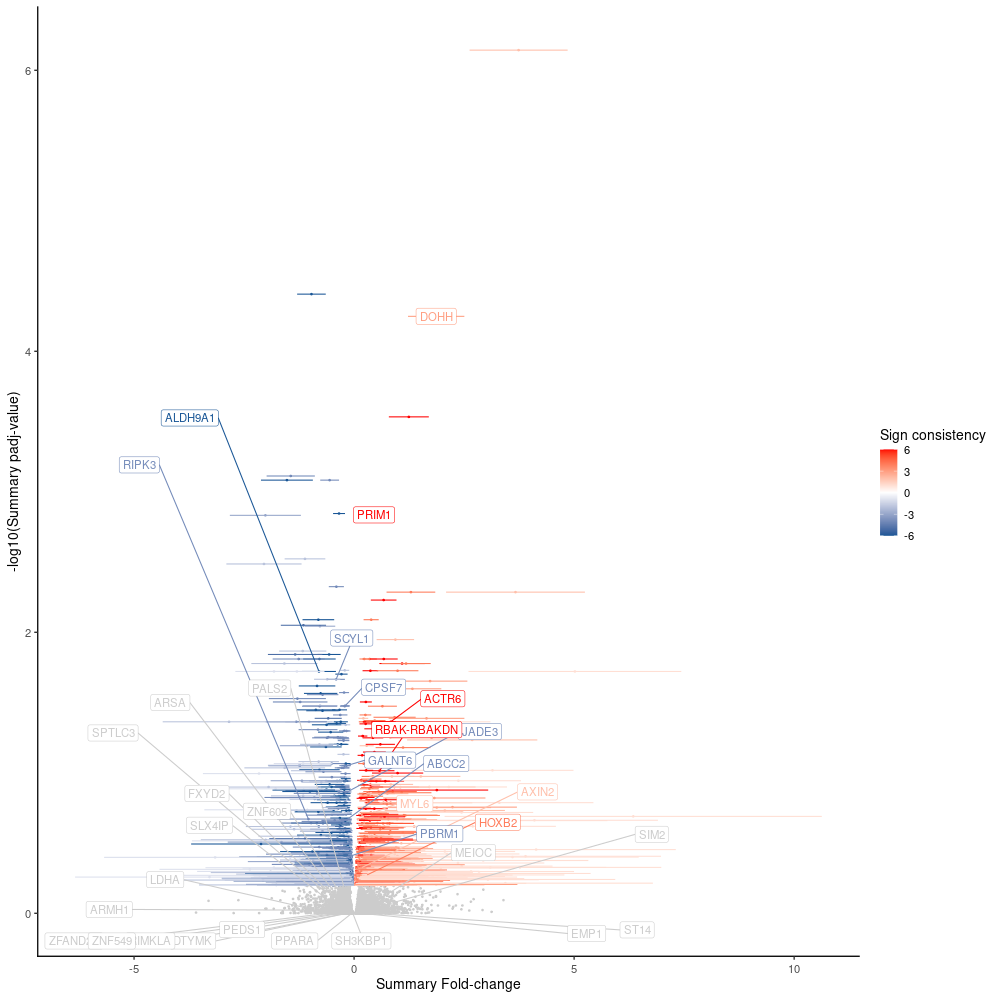 6
DOHH
4
ALDH9A1
RIPK3
PRIM1
2
SCYL1
CPSF7
PALS2
ACTR6
ARSA
RBAK-RBAKDN
JADE3
SPTLC3
GALNT6
ABCC2
FXYD2
AXIN2
MYL6
ZNF605
HOXB2
SLX4IP
PBRM1
SIM2
MEIOC
LDHA
ARMH1
0
PEDS1
ST14
EMP1
ZNF549
DTYMK
PPARA
SH3KBP1
-5
0
5
10
Summary Fold-change
-log10(Summary padj-value)
Sign consistency
6
3
0
-3
-6